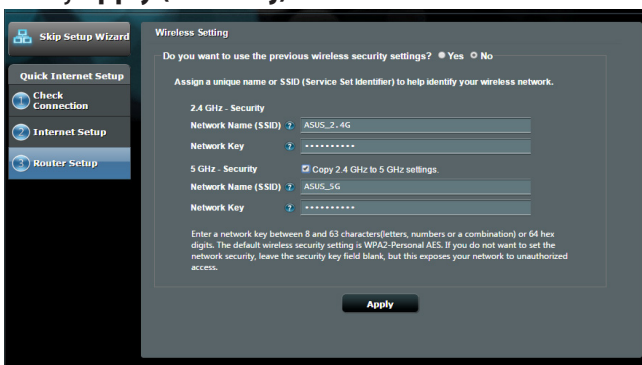 Apply
Skip Setup Wizard
Wireless Setting
Do you want to use the previous wireless security settings? Yes No
Quick Internet Setup
Assign a unique name or SSID (Service Set Identifier) to help identify your wireless network.
1 Check
Connection
2 Internet Setup
3 Router Setup
2.4 GHz - Security
Network Name (SSID) ? ASUS_2.4G
Network Key ? ••••••••••
5 GHz - Security Copy 2.4 GHz to 5 GHz settings.
Network Name (SSID) ? ASUS_5G
Network Key ? ••••••••••
Enter a network key between 8 and 63 characters(letters, numbers or a combination) or 64 hex
digits. The default wireless security setting is WPA2-Personal AES. If you do not want to set the
network security, leave the security key field blank, but this exposes your network to unauthorized
access.
Apply